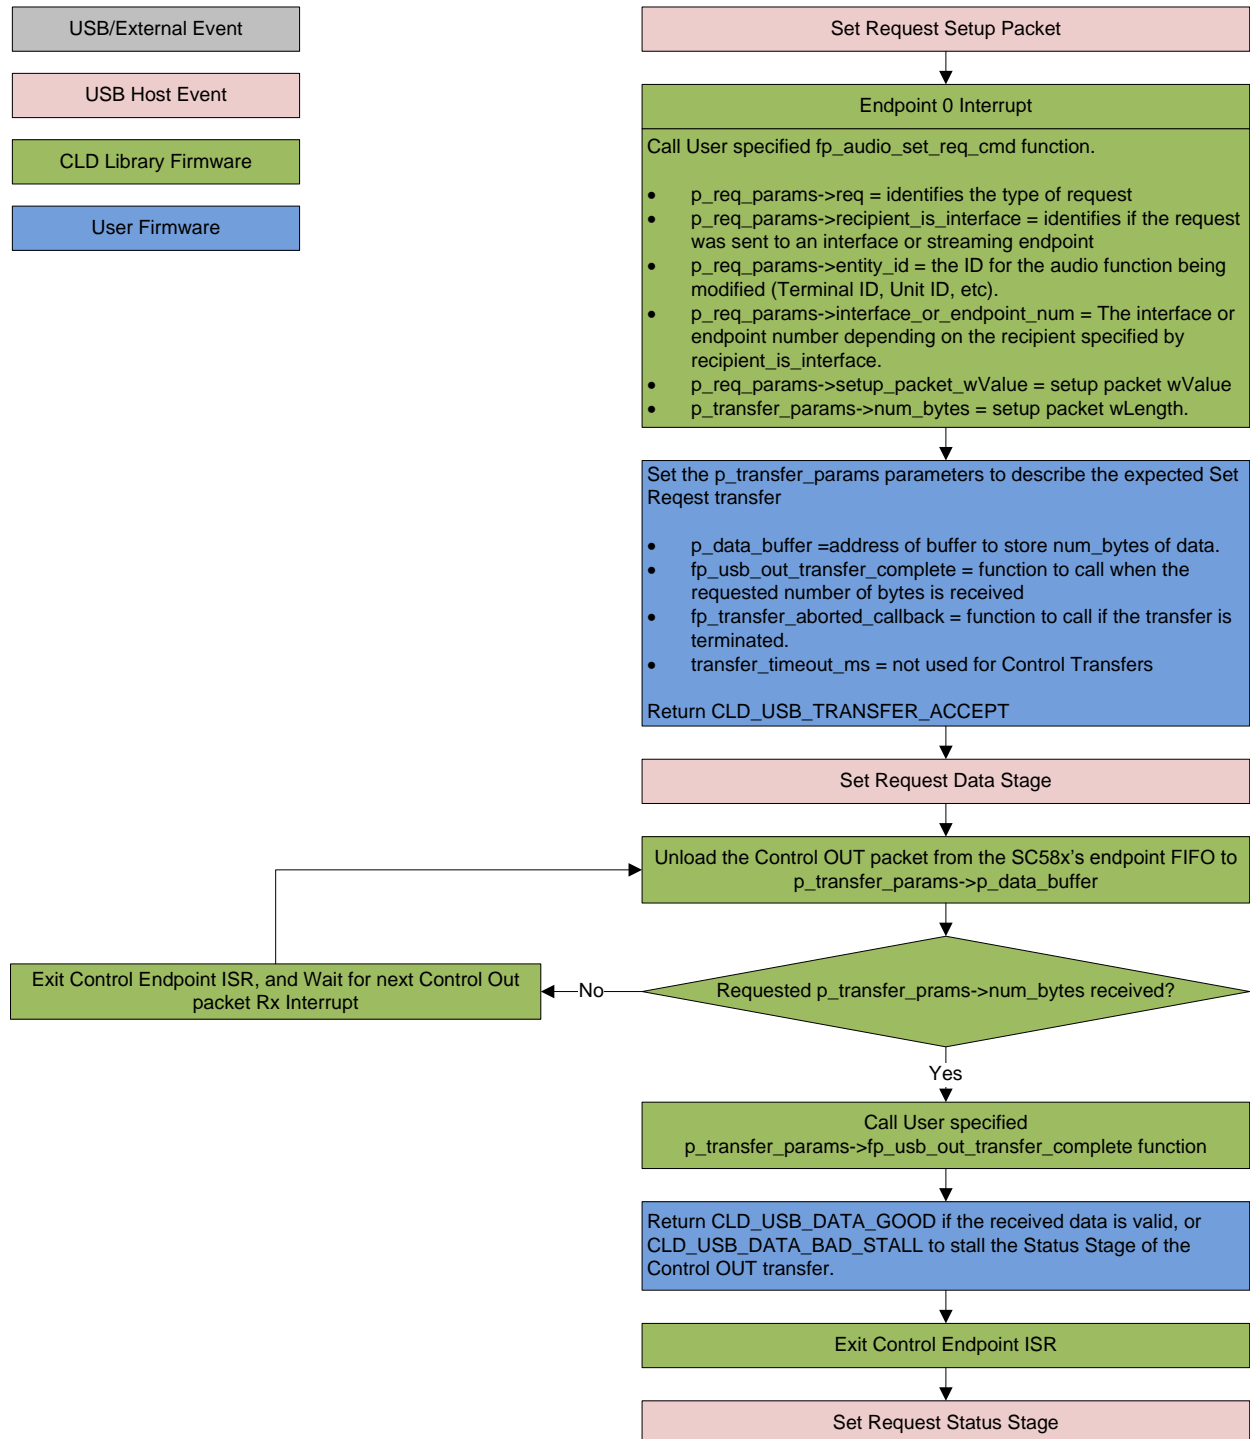 USB/External Event
USB Host Event
CLD Library Firmware
User Firmware
Set Request Setup Packet
Endpoint 0 Interrupt
Call User specified fp_audio_set_req_cmd function.
• p_req_params->req = identifies the type of request
• p_req_params->recipient_is_interface = identifies if the request
was sent to an interface or streaming endpoint
• p_req_params->entity_id = the ID for the audio function being
modified (Terminal ID, Unit ID, etc).
• p_req_params->interface_or_endpoint_num = The interface or
endpoint number depending on the recipient specified by
recipient_is_interface.
• p_req_params->setup_packet_wValue = setup packet wValue
• p_transfer_params->num_bytes = setup packet wLength.
Set the p_transfer_params parameters to describe the expected Set
Reqest transfer
• p_data_buffer =address of buffer to store num_bytes of data.
• fp_usb_out_transfer_complete = function to call when the
requested number of bytes is received
• fp_transfer_aborted_callback = function to call if the transfer is
terminated.
• transfer_timeout_ms = not used for Control Transfers
Return CLD_USB_TRANSFER_ACCEPT
Set Request Data Stage
Unload the Control OUT packet from the SC58x's endpoint FIFO to
p_transfer_params->p_data_buffer
Exit Control Endpoint ISR, and Wait for next Control Out
packet Rx Interrupt
No
Requested p_transfer_prams->num_bytes received?
Yes
Call User specified
p_transfer_params->fp_usb_out_transfer_complete function
Return CLD_USB_DATA_GOOD if the received data is valid, or
CLD_USB_DATA_BAD_STALL to stall the Status Stage of the
Control OUT transfer.
Exit Control Endpoint ISR
Set Request Status Stage